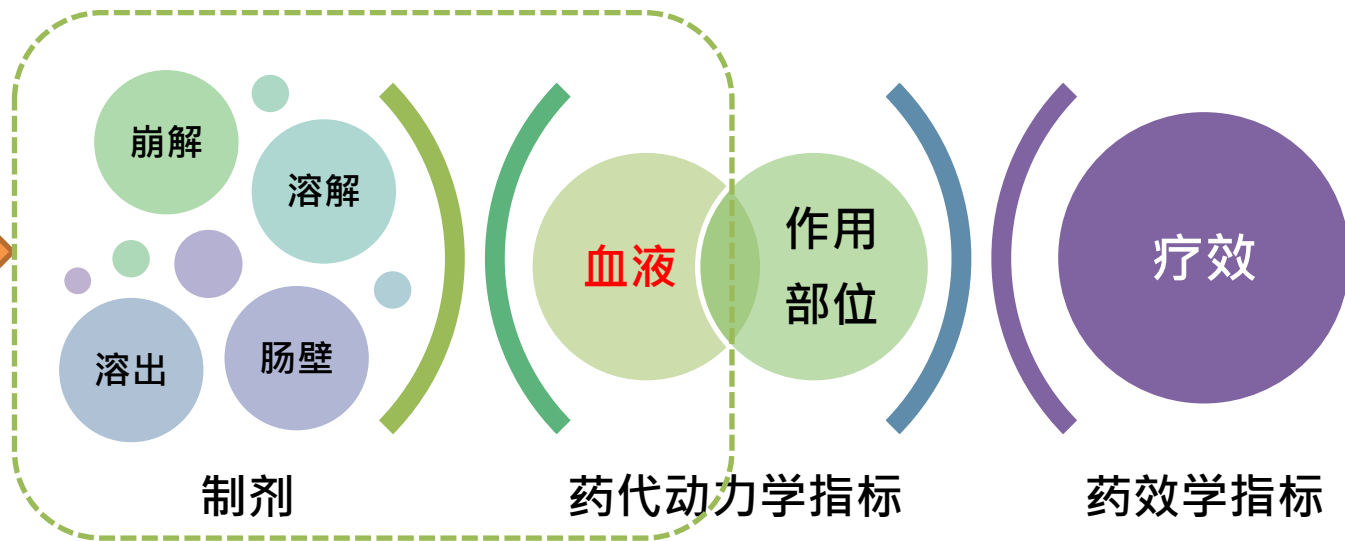 崩解
溶解
溶出
肠壁
血液
作用
部位
疗效
制剂
药代动力学指标
药效学指标